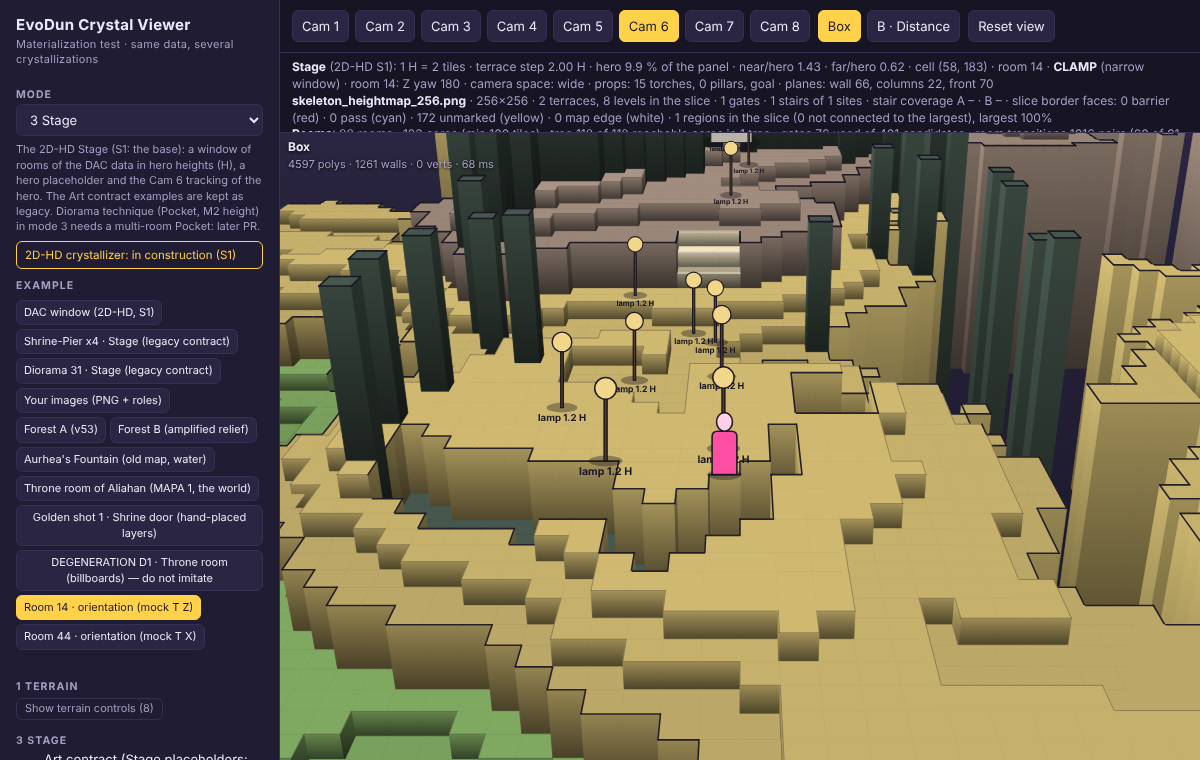 EvoDun Crystal Viewer
Materialization test · same data, several
crystallizations
MODE
3 Stage
The 2D-HD Stage (S1: the base): a window of
rooms of the DAC data in hero heights (H), a
hero placeholder and the Cam 6 tracking of the
hero. The Art contract examples are kept as
legacy. Diorama technique (Pocket, M2 height)
in mode 3 needs a multi-room Pocket: later PR.
2D-HD crystallizer: in construction (S1)
EXAMPLE
DAC window (2D-HD, S1)
Shrine-Pier x4 · Stage (legacy contract)
Diorama 31 · Stage (legacy contract)
Your images (PNG + roles)
Forest A (v53) Forest B (amplified relief)
Aurhea's Fountain (old map, water)
Throne room of Aliahan (MAPA 1, the world)
Golden shot 1 · Shrine door (hand-placed
layers)
DEGENERATION D1 · Throne room
(billboards) — do not imitate
Room 14 · orientation (mock T Z)
Room 44 · orientation (mock T X)
1 TERRAIN
Show terrain controls (8)
3 STAGE
Art contract (Stage placeholders:
Cam 1 Cam 2 Cam 3 Cam 4 Cam 5 Cam 6 Cam 7 Cam 8 Box B · Distance Reset view
Stage (2D-HD S1): 1 H = 2 tiles · terrace step 2.00 H · hero 9.9 % of the panel · near/hero 1.43 · far/hero 0.62 · cell (58, 183) · room 14 · CLAMP (narrow
window) · room 14: Z yaw 180 · camera space: wide · props: 15 torches, 0 pillars, goal · planes: wall 66, columns 22, front 70
skeleton_heightmap_256.png · 256×256 · 2 terraces, 8 levels in the slice · 1 gates · 1 stairs of 1 sites · stair coverage A – · B – · slice border faces: 0 barrier
(red) · 0 pass (cyan) · 172 unmarked (yellow) · 0 map edge (white) · 1 regions in the slice (0 not connected to the largest), largest 100%
Box
4597 polys · 1261 walls · 0 verts · 68 ms
lamp 1.2 H
lamp 1.2 H
lamp 1.2 H
lamp 1.2 H
lamp 1.2 H
lamp 1.2 H
lamp 1.2 H
lamp 1.2 H
lamp 1.2 H